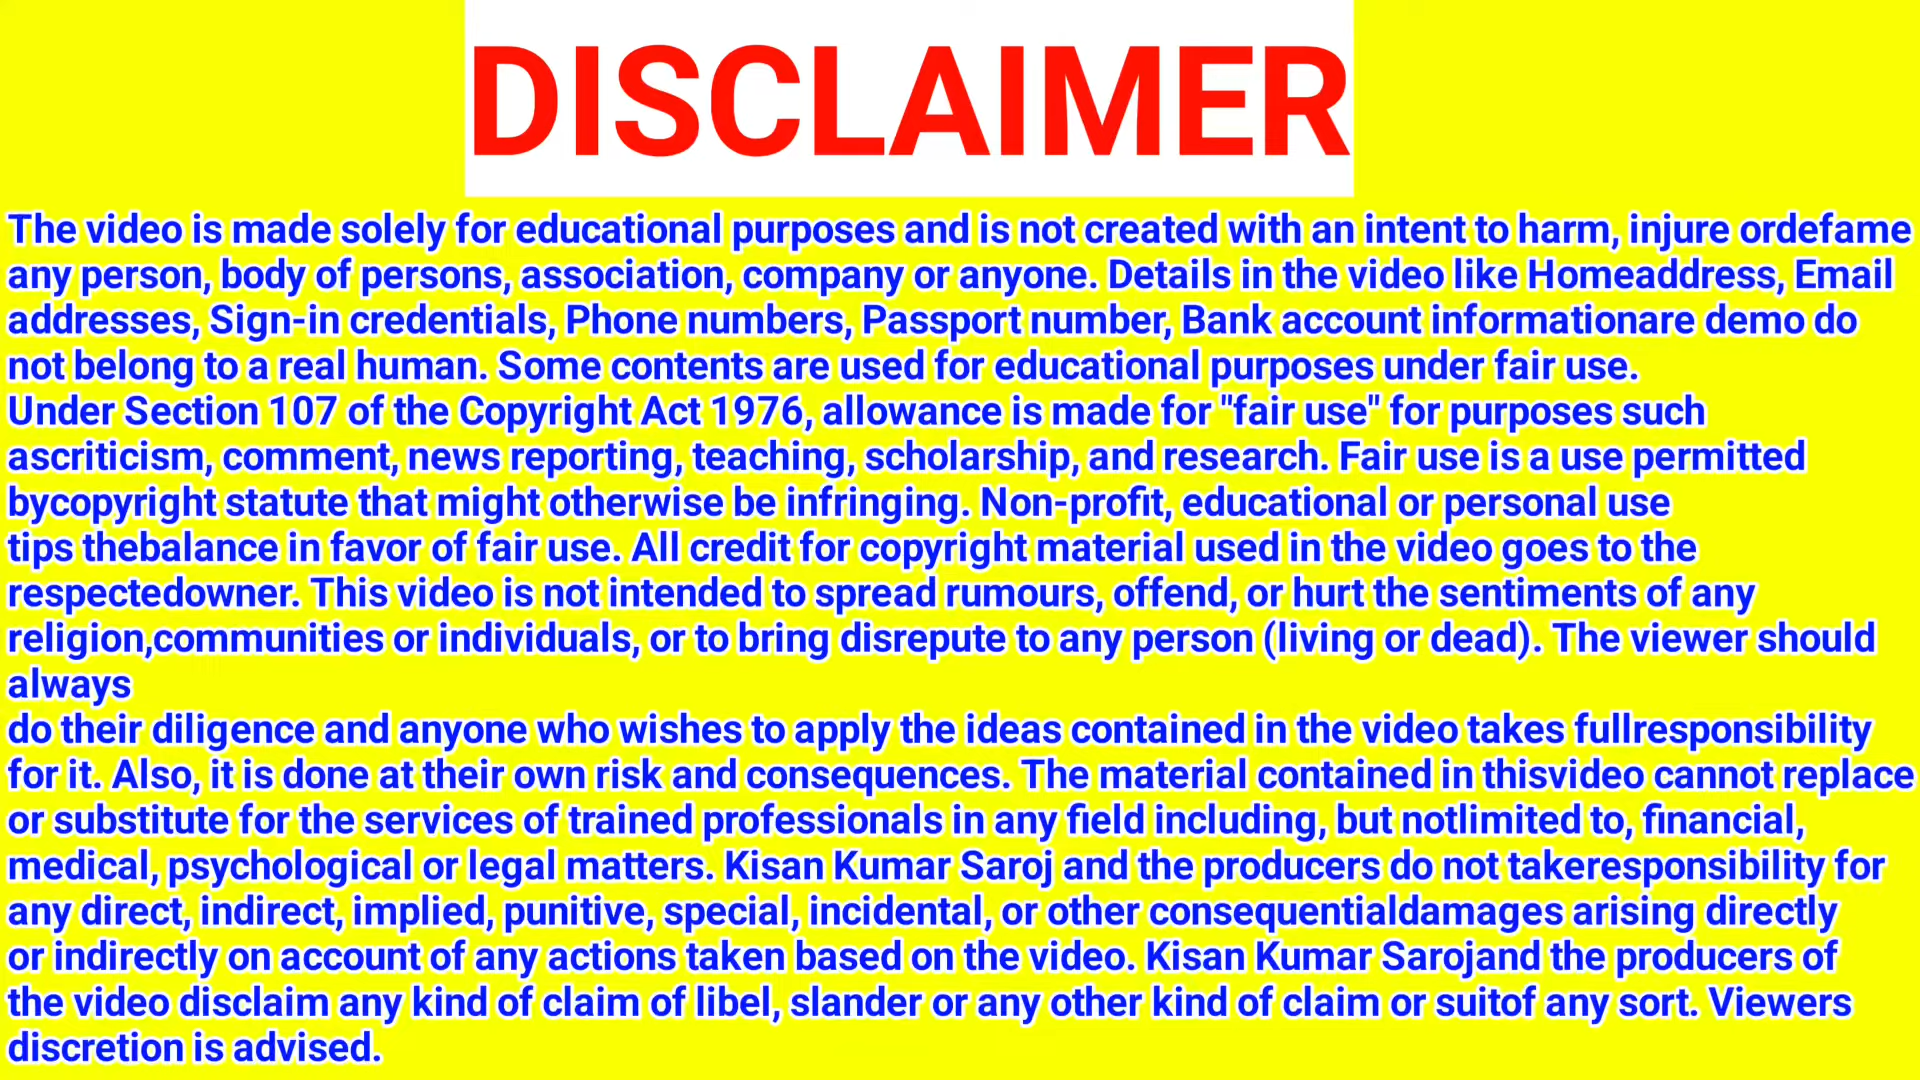 DISCLAIMER
The video is made solely for educational purposes and is not created with an intent to harm, injure ordefame
any person, body of persons, association, company or anyone. Details in the video like Homeaddress, Email
addresses, Sign-in credentials, Phone numbers, Passport number, Bank account informationare demo do
not belong to a real human. Some contents are used for educational purposes under fair use.
Under Section 107 of the Copyright Act 1976, allowance is made for "fair use" for purposes such
ascriticism, comment, news reporting, teaching, scholarship, and research. Fair use is a use permitted
bycopyright statute that might otherwise be infringing. Non-profit, educational or personal use
tips thebalance in favor of fair use. All credit for copyright material used in the video goes to the
respectedowner. This video is not intended to spread rumours, offend, or hurt the sentiments of any
religion,communities or individuals, or to bring disrepute to any person (living or dead). The viewer should
always
do their diligence and anyone who wishes to apply the ideas contained in the video takes fullresponsibility
for it. Also, it is done at their own risk and consequences. The material contained in thisvideo cannot replace
or substitute for the services of trained professionals in any field including, but notlimited to, financial,
medical, psychological or legal matters. Kisan Kumar Saroj and the producers do not takeresponsibility for
any direct, indirect, implied, punitive, special, incidental, or other consequentialdamages arising directly
or indirectly on account of any actions taken based on the video. Kisan Kumar Sarojand the producers of
the video disclaim any kind of claim of libel, slander or any other kind of claim or suitof any sort. Viewers
discretion is advised.